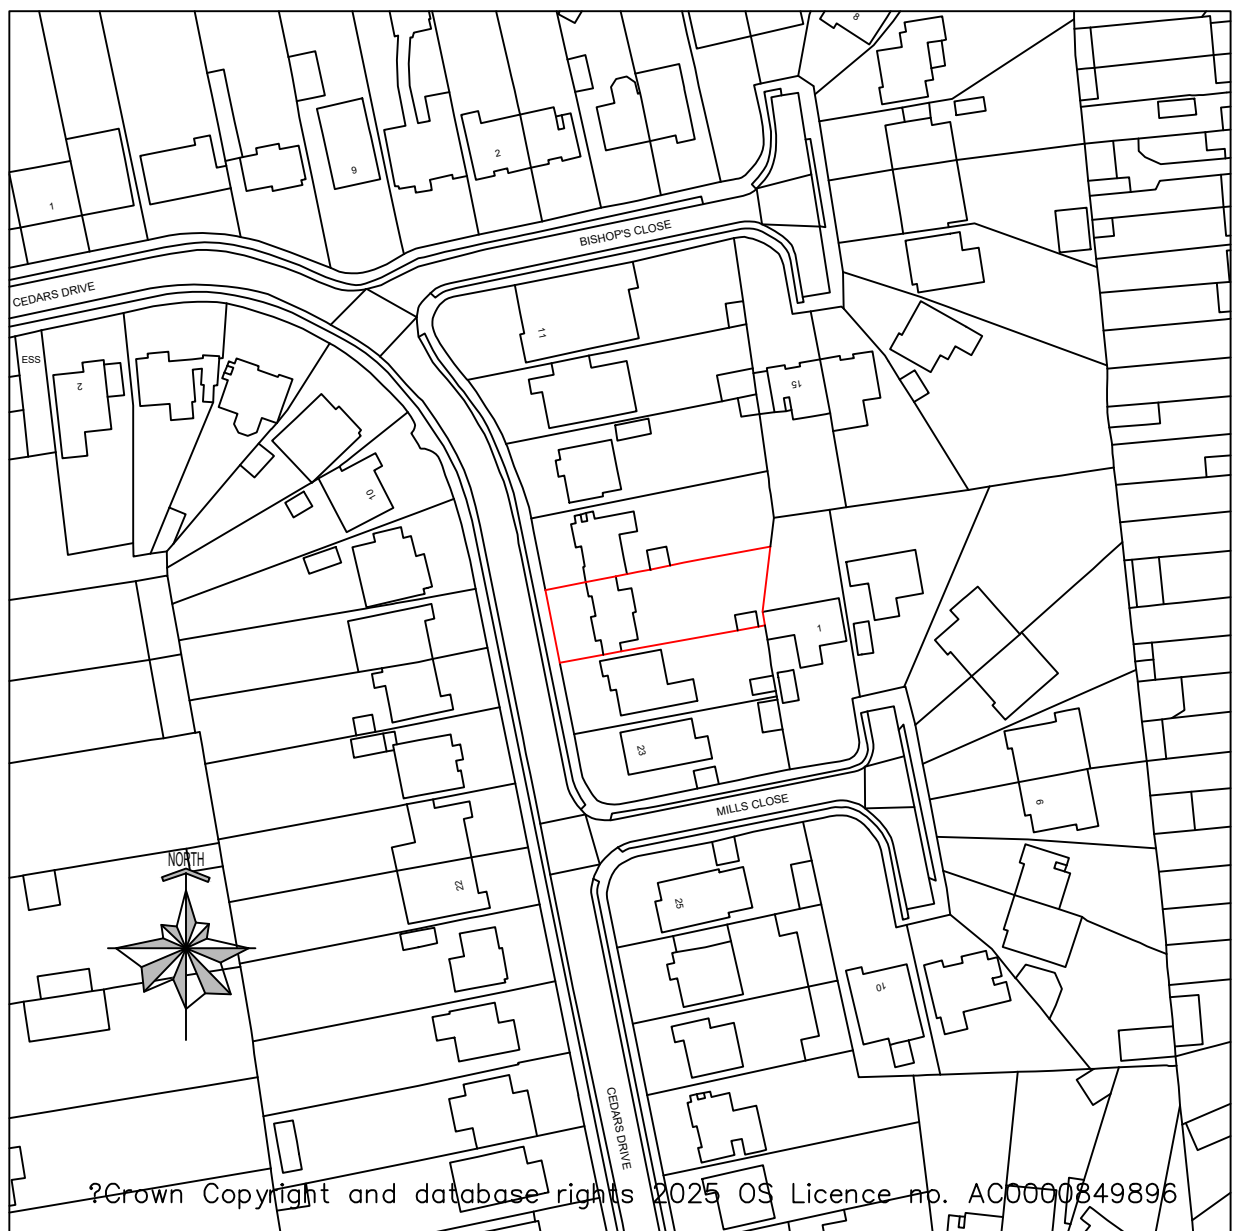 8
2
9
1
BISHOP'S CLOSE
CEDARS DRIVE
11
ESS
2
15
10
1
23
MILLS CLOSE
6
NORTH
22
25
10
CEDARS DRIVE
?Crown Copyright and database rights 2025 OS Licence no. AC0000849896